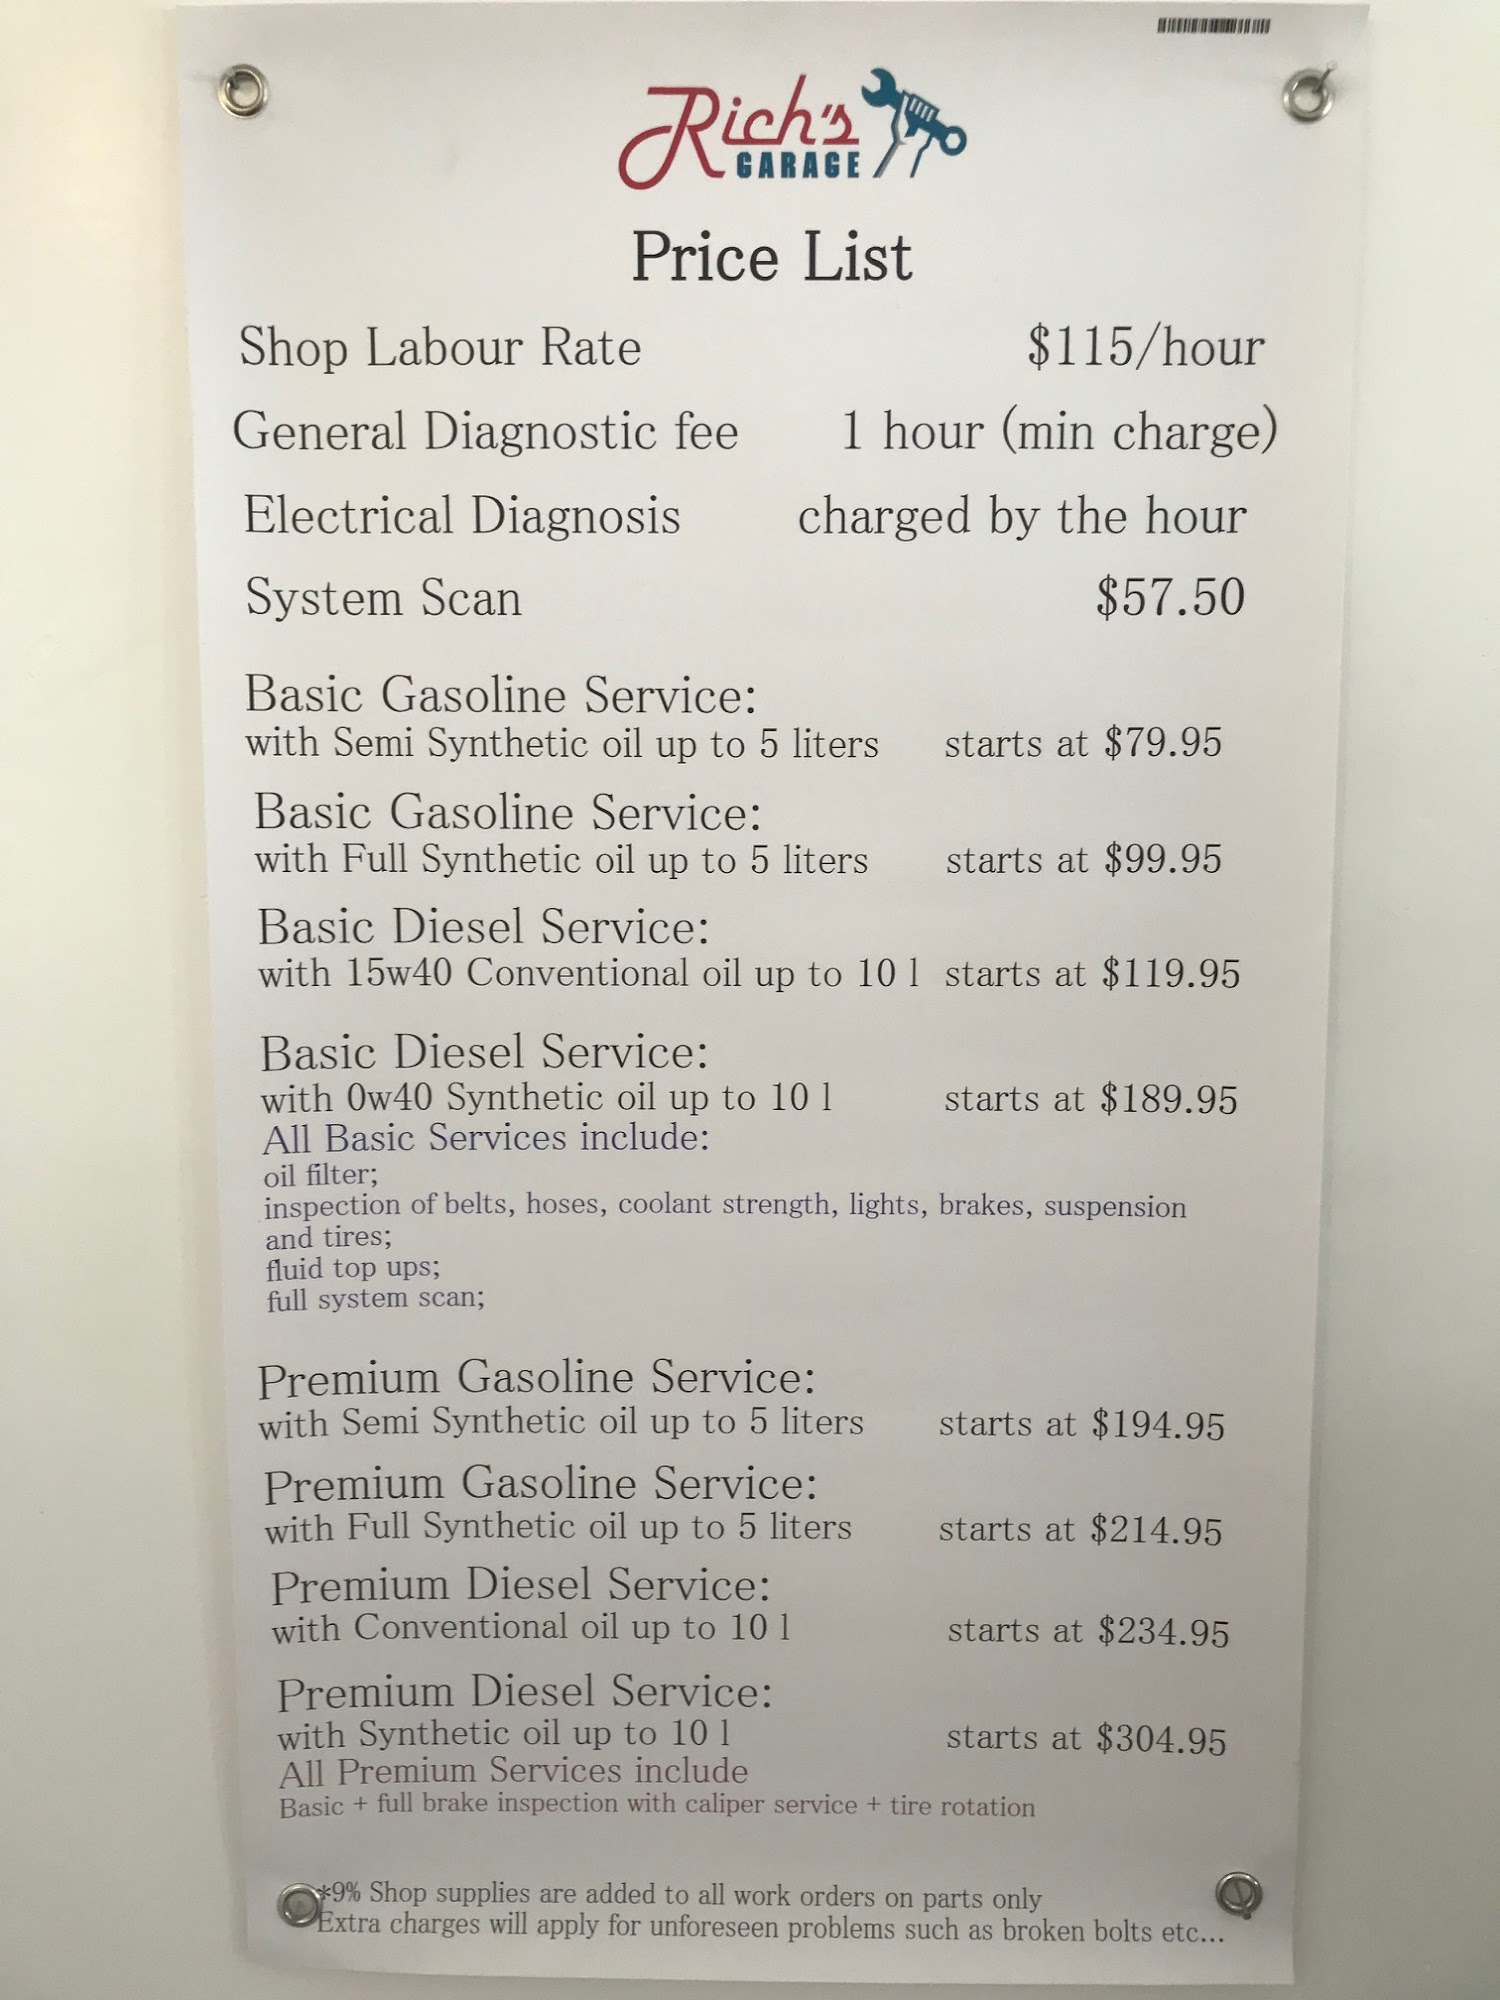 Rich's
GARAGE
Price List
Shop Labour Rate $115/hour
General Diagnostic fee 1 hour (min charge)
Electrical Diagnosis charged by the hour
System Scan $57.50
Basic Gasoline Service:
with Semi Synthetic oil up to 5 liters starts at $79.95
Basic Gasoline Service:
with Full Synthetic oil up to 5 liters starts at $99.95
Basic Diesel Service:
with 15w40 Conventional oil up to 10 l starts at $119.95
Basic Diesel Service:
with 0w40 Synthetic oil up to 10 l starts at $189.95
All Basic Services include:
oil filter;
inspection of belts, hoses, coolant strength, lights, brakes, suspension
and tires;
fluid top ups;
full system scan;
Premium Gasoline Service:
with Semi Synthetic oil up to 5 liters starts at $194.95
Premium Gasoline Service:
with Full Synthetic oil up to 5 liters starts at $214.95
Premium Diesel Service:
with Conventional oil up to 10 l starts at $234.95
Premium Diesel Service:
with Synthetic oil up to 10 l starts at $304.95
All Premium Services include
Basic + full brake inspection with caliper service + tire rotation
*9% Shop supplies are added to all work orders on parts only
Extra charges will apply for unforeseen problems such as broken bolts etc...